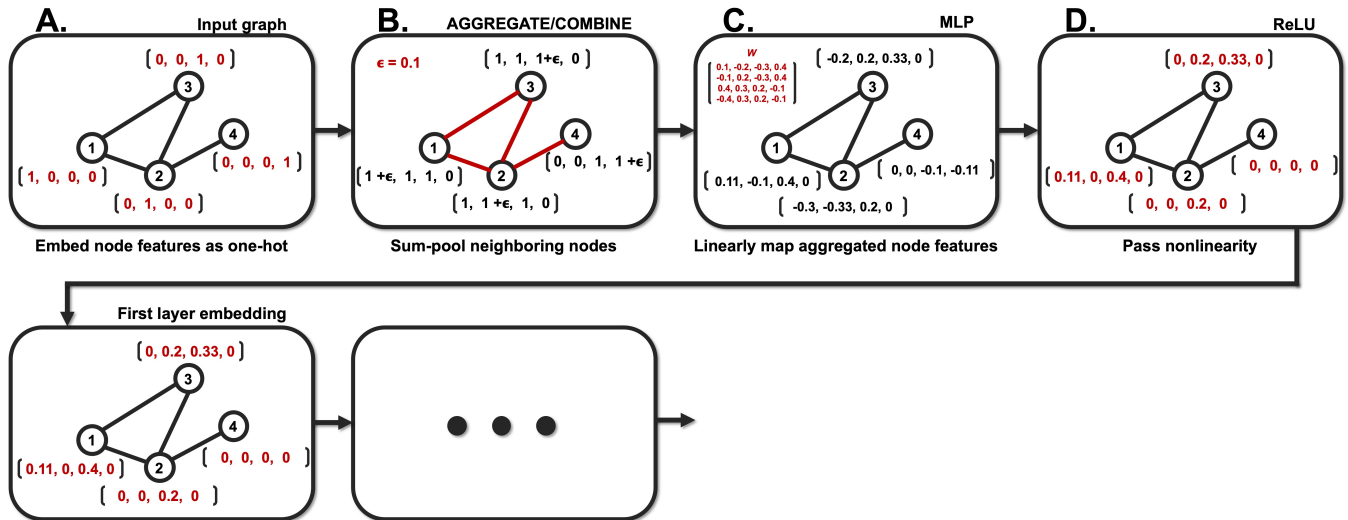 A.
Input graph
[ 0, 0, 1, 0 ]
3
4
1
[ 0, 0, 0, 1 ]
[ 1, 0, 0, 0 ]
2
[ 0, 1, 0, 0 ]
Embed node features as one-hot
B.
AGGREGATE/COMBINE
ϵ = 0.1
[ 1, 1, 1+ϵ, 0 ]
3
4
1
[ 0, 0, 1, 1 +ϵ ]
[ 1 +ϵ, 1, 1, 0 ]
2
[ 1, 1 +ϵ, 1, 0 ]
Sum-pool neighboring nodes
C.
MLP
W
0.1, -0.2, -0.3, 0.4
-0.1, 0.2, -0.3, 0.4
0.4, 0.3, 0.2, -0.1
-0.4, 0.3, 0.2, -0.1
[ -0.2, 0.2, 0.33, 0 ]
3
4
1
[ 0, 0, -0.1, -0.11 ]
[ 0.11, -0.1, 0.4, 0 ]
2
[ -0.3, -0.33, 0.2, 0 ]
Linearly map aggregated node features
D.
ReLU
[ 0, 0.2, 0.33, 0 ]
3
4
1
[ 0, 0, 0, 0 ]
[ 0.11, 0, 0.4, 0 ]
2
[ 0, 0, 0.2, 0 ]
Pass nonlinearity
First layer embedding
[ 0, 0.2, 0.33, 0 ]
3
4
1
[ 0, 0, 0, 0 ]
[ 0.11, 0, 0.4, 0 ]
2
[ 0, 0, 0.2, 0 ]